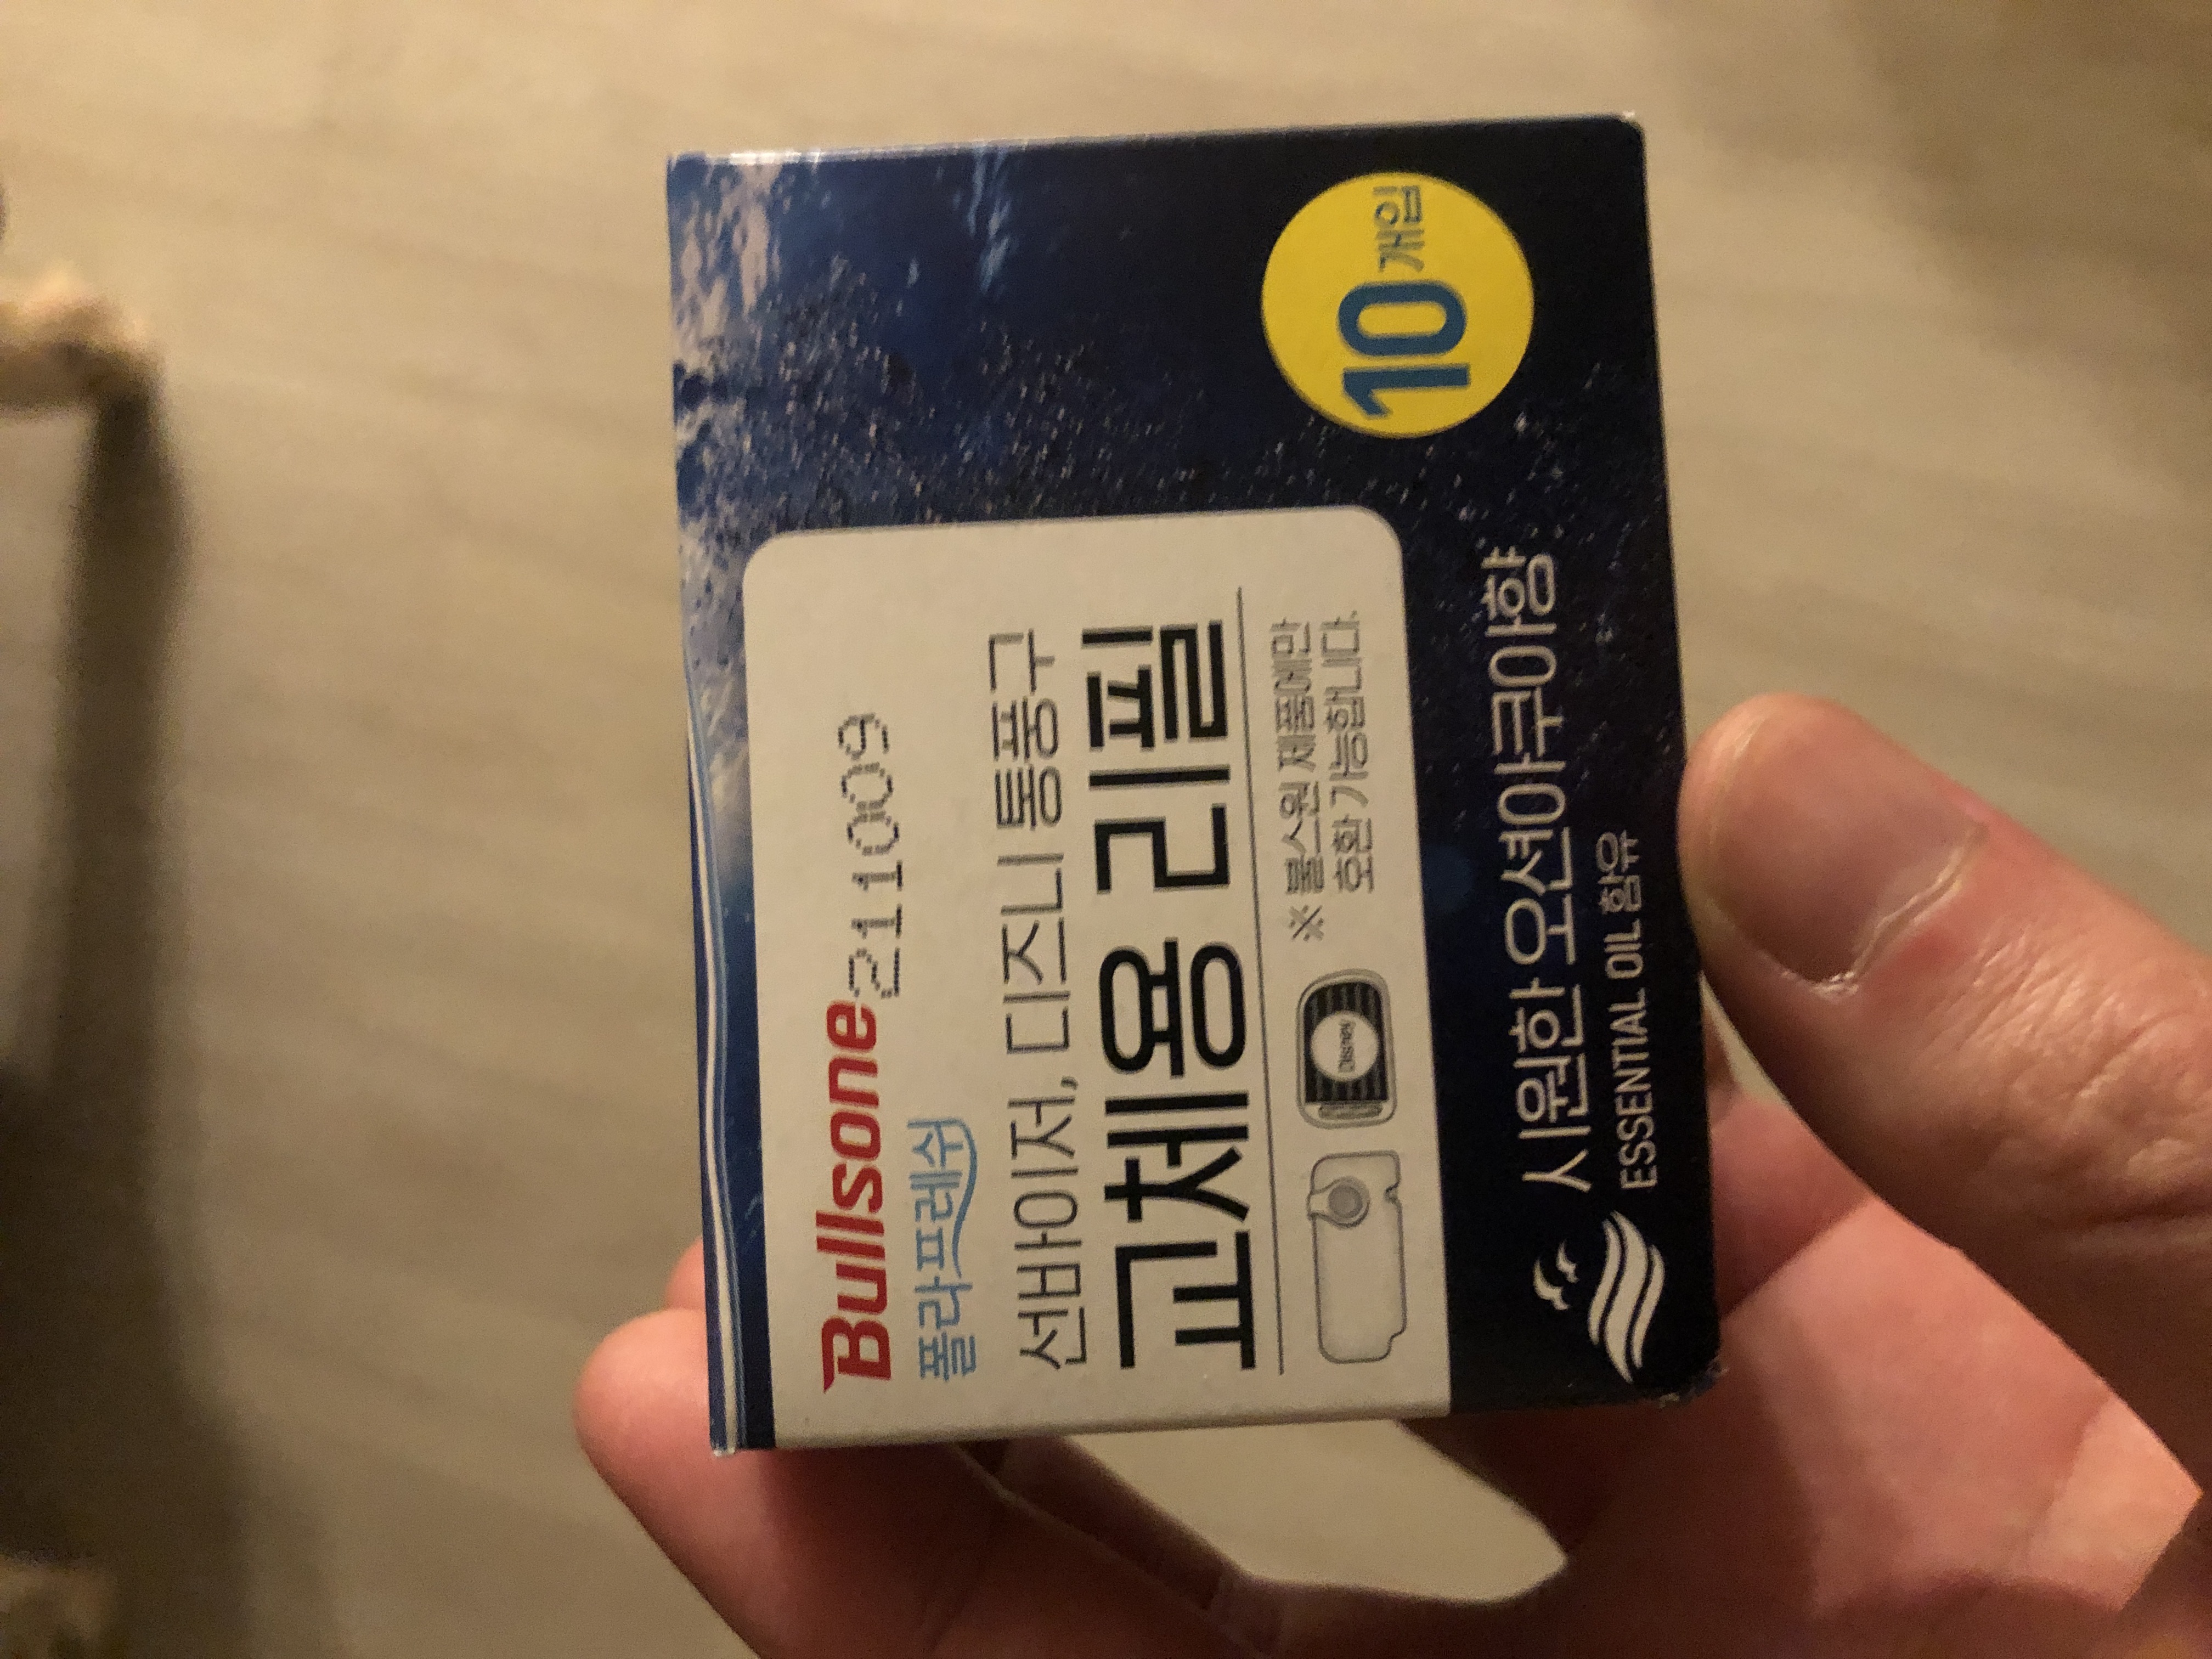 Bullsone 211009
폴라프레쉬
선바이저, 디즈니 통풍구
교체용 리필
※ 불스원 제품에만
호환 가능합니다.
Disney
시원한 오션아쿠아향
ESSENTIAL OIL 함유
10개입